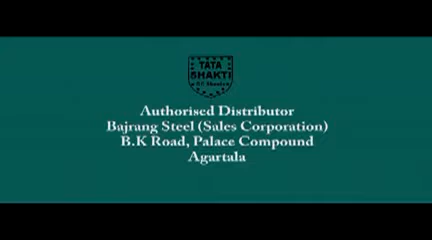 TATA
SHAKTI
Authorised Distributor
Bajrang Steel (Sales Corporation)
B.K Road, Palace Compound
Agartala